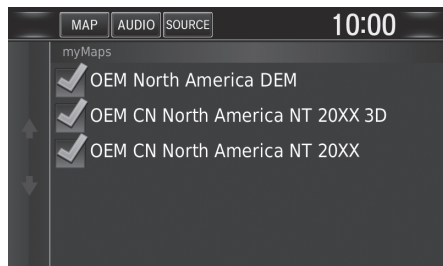 MAP AUDIO SOURCE 10:00
myMaps
OEM North America DEM
OEM CN North America NT 20XX 3D
OEM CN North America NT 20XX